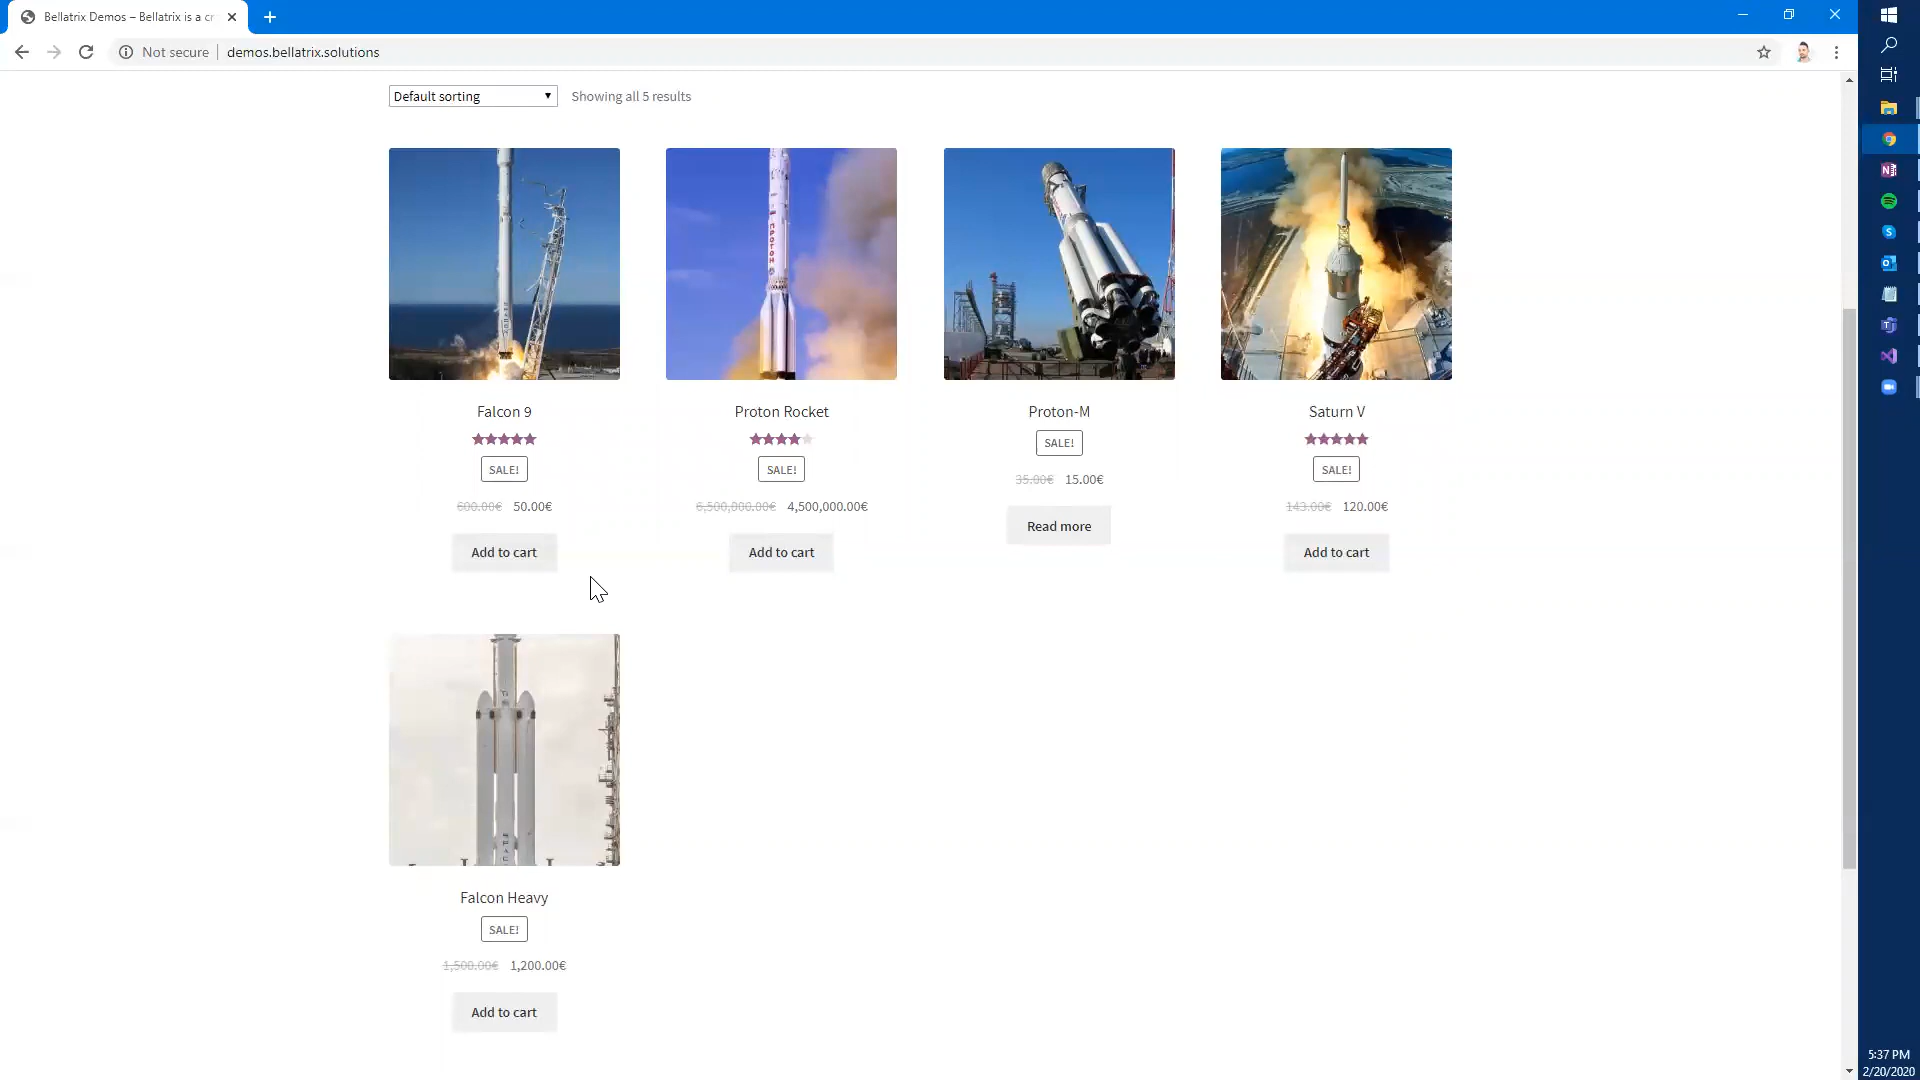 Bellatrix Demos – Bellatrix is a cr
Not secure
demos.bellatrix.solutions
Default sorting
Showing all 5 results
ПРОТОН
Falcon 9
Proton Rocket
Proton-M
Saturn V
SALE!
SALE!
SALE!
SALE!
600.00€ 50.00€
6,500,000.00€ 4,500,000.00€
35.00€ 15.00€
143.00€ 120.00€
Add to cart
Add to cart
Read more
Add to cart
Falcon Heavy
SALE!
1,500.00€ 1,200.00€
Add to cart
5:37 PM
2/20/2020